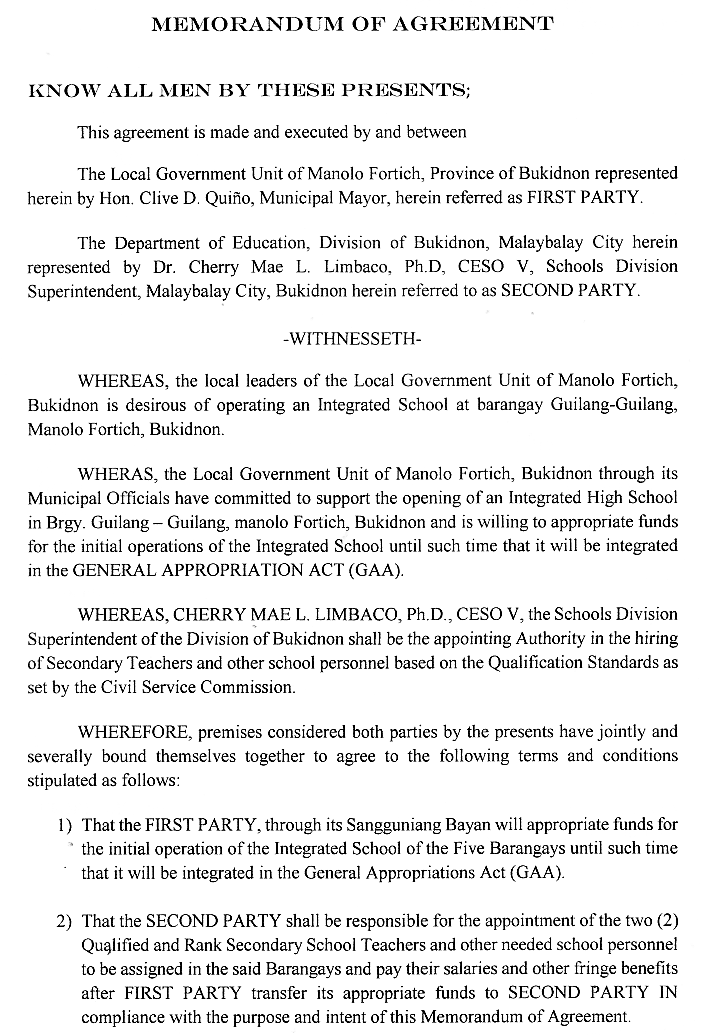 MEMORANDUM OF AGREEMENT
KNOW ALL MEN BY THESE PRESENTS;
This agreement is made and executed by and between
The Local Government Unit of Manolo Fortich, Province of Bukidnon represented
herein by Hon. Clive D. Quiño, Municipal Mayor, herein referred as FIRST PARTY.
The Department of Education, Division of Bukidnon, Malaybalay City herein
represented by Dr. Cherry Mae L. Limbaco, Ph.D, CESO V, Schools Division
Superintendent, Malaybalay City, Bukidnon herein referred to as SECOND PARTY.
-WITHNESSETH-
WHEREAS, the local leaders of the Local Government Unit of Manolo Fortich,
Bukidnon is desirous of operating an Integrated School at barangay Guilang-Guilang,
Manolo Fortich, Bukidnon.
WHERAS, the Local Government Unit of Manolo Fortich, Bukidnon through its
Municipal Officials have committed to support the opening of an Integrated High School
in Brgy. Guilang – Guilang, manolo Fortich, Bukidnon and is willing to appropriate funds
for the initial operations of the Integrated School until such time that it will be integrated
in the GENERAL APPROPRIATION ACT (GAA).
WHEREAS, CHERRY MAE L. LIMBACO, Ph.D., CESO V, the Schools Division
Superintendent of the Division of Bukidnon shall be the appointing Authority in the hiring
of Secondary Teachers and other school personnel based on the Qualification Standards as
set by the Civil Service Commission.
WHEREFORE, premises considered both parties by the presents have jointly and
severally bound themselves together to agree to the following terms and conditions
stipulated as follows:
1) That the FIRST PARTY, through its Sangguniang Bayan will appropriate funds for
the initial operation of the Integrated School of the Five Barangays until such time
that it will be integrated in the General Appropriations Act (GAA).
2) That the SECOND PARTY shall be responsible for the appointment of the two (2)
Qualified and Rank Secondary School Teachers and other needed school personnel
to be assigned in the said Barangays and pay their salaries and other fringe benefits
after FIRST PARTY transfer its appropriate funds to SECOND PARTY IN
compliance with the purpose and intent of this Memorandum of Agreement.